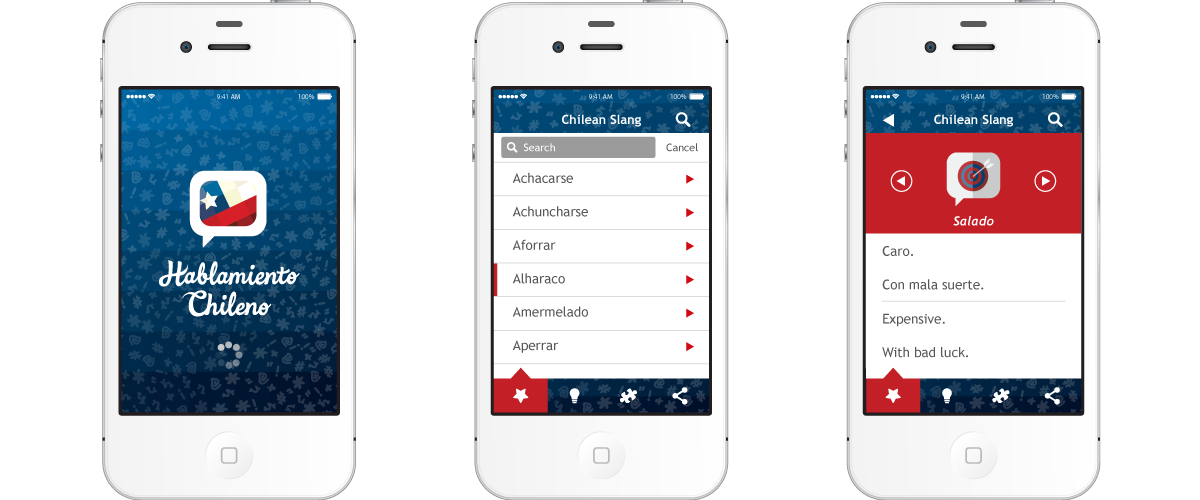 9:41 AM 100%
Hablamiento
Chileno
9:41 AM 100%
Chilean Slang
Search Cancel
Achacarse
Achuncharse
Aforrar
Alharaco
Amermelado
Aperrar
9:41 AM 100%
Chilean Slang
Salado
Caro.
Con mala suerte.
Expensive.
With bad luck.